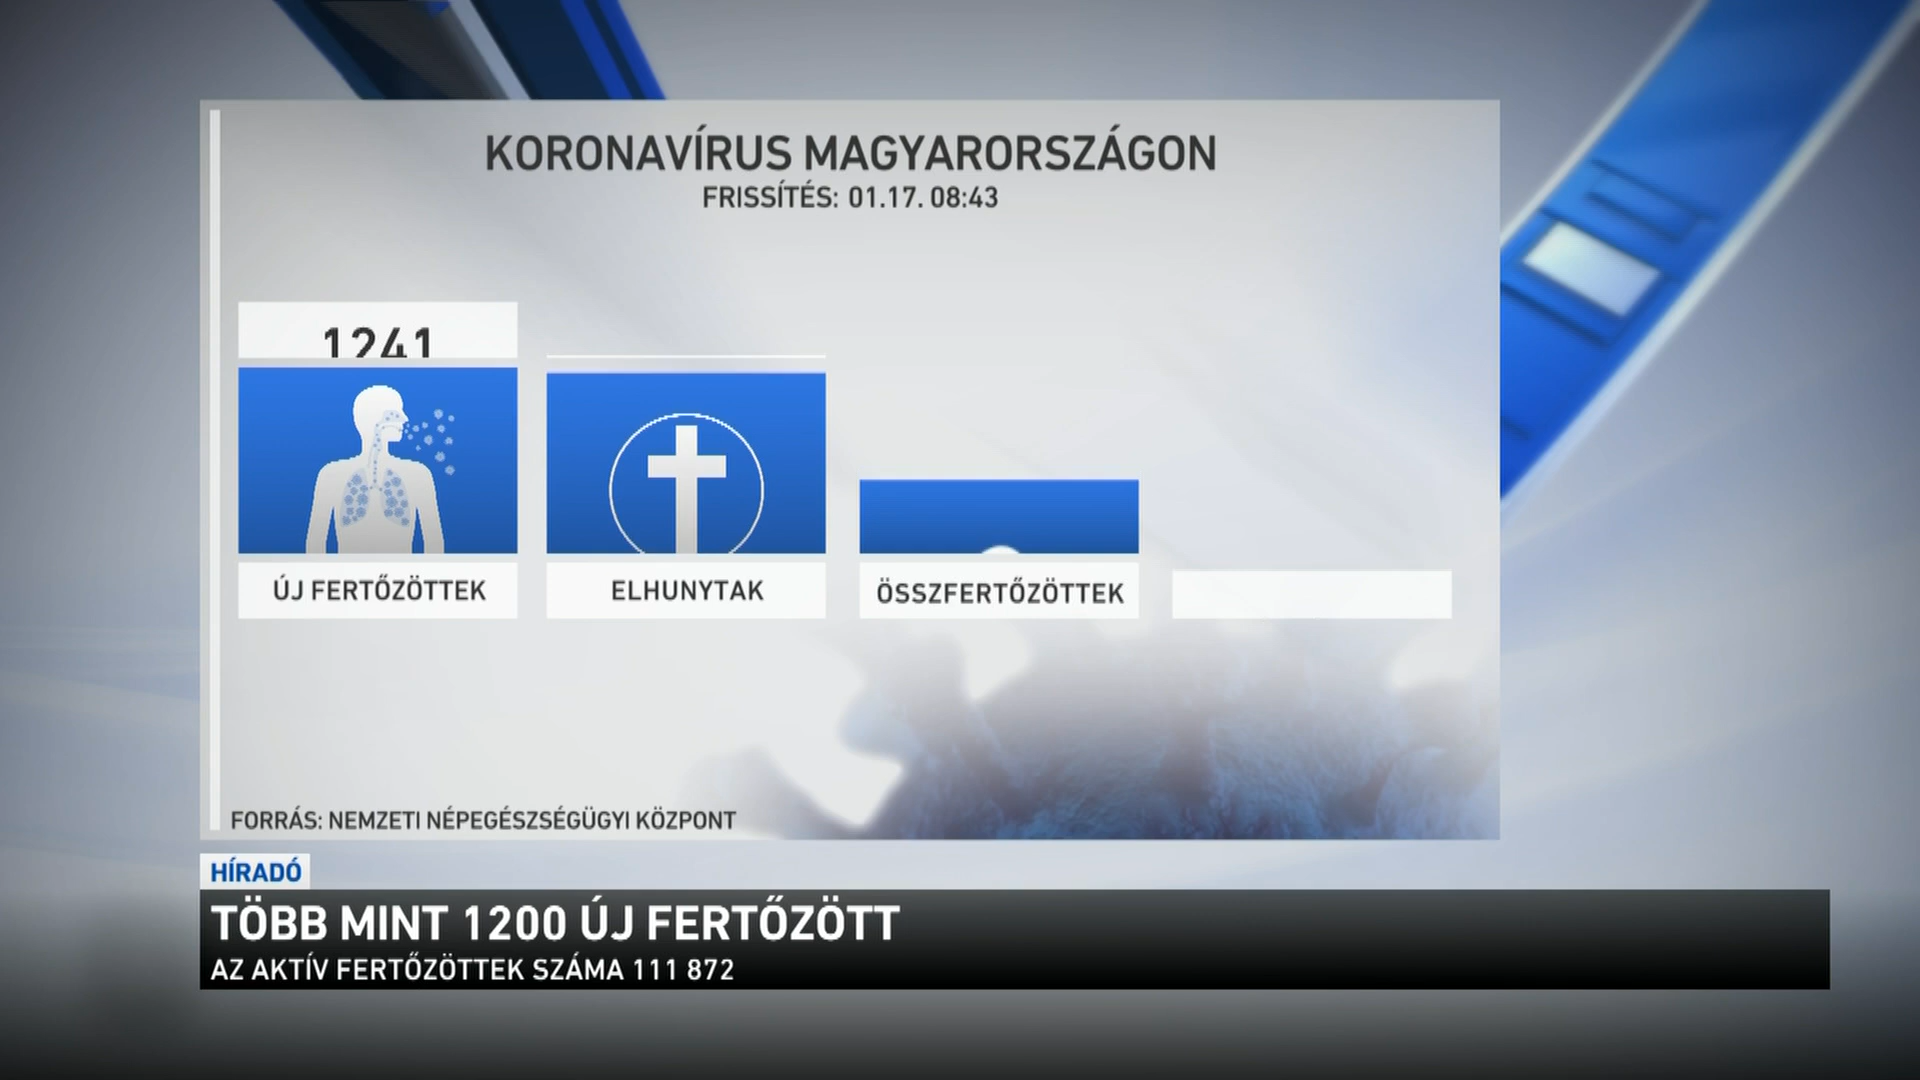 KORONAVÍRUS MAGYARORSZÁGON
FRISSÍTÉS: 01.17. 08:43
1241
ÚJ FERTŐZÖTTEK
ELHUNYTAK
ÖSSZFERTŐZÖTTEK
FORRÁS: NEMZETI NÉPEGÉSZSÉGÜGYI KÖZPONT
HÍRADÓ
TÖBB MINT 1200 ÚJ FERTŐZÖTT
AZ AKTÍV FERTŐZÖTTEK SZÁMA 111 872